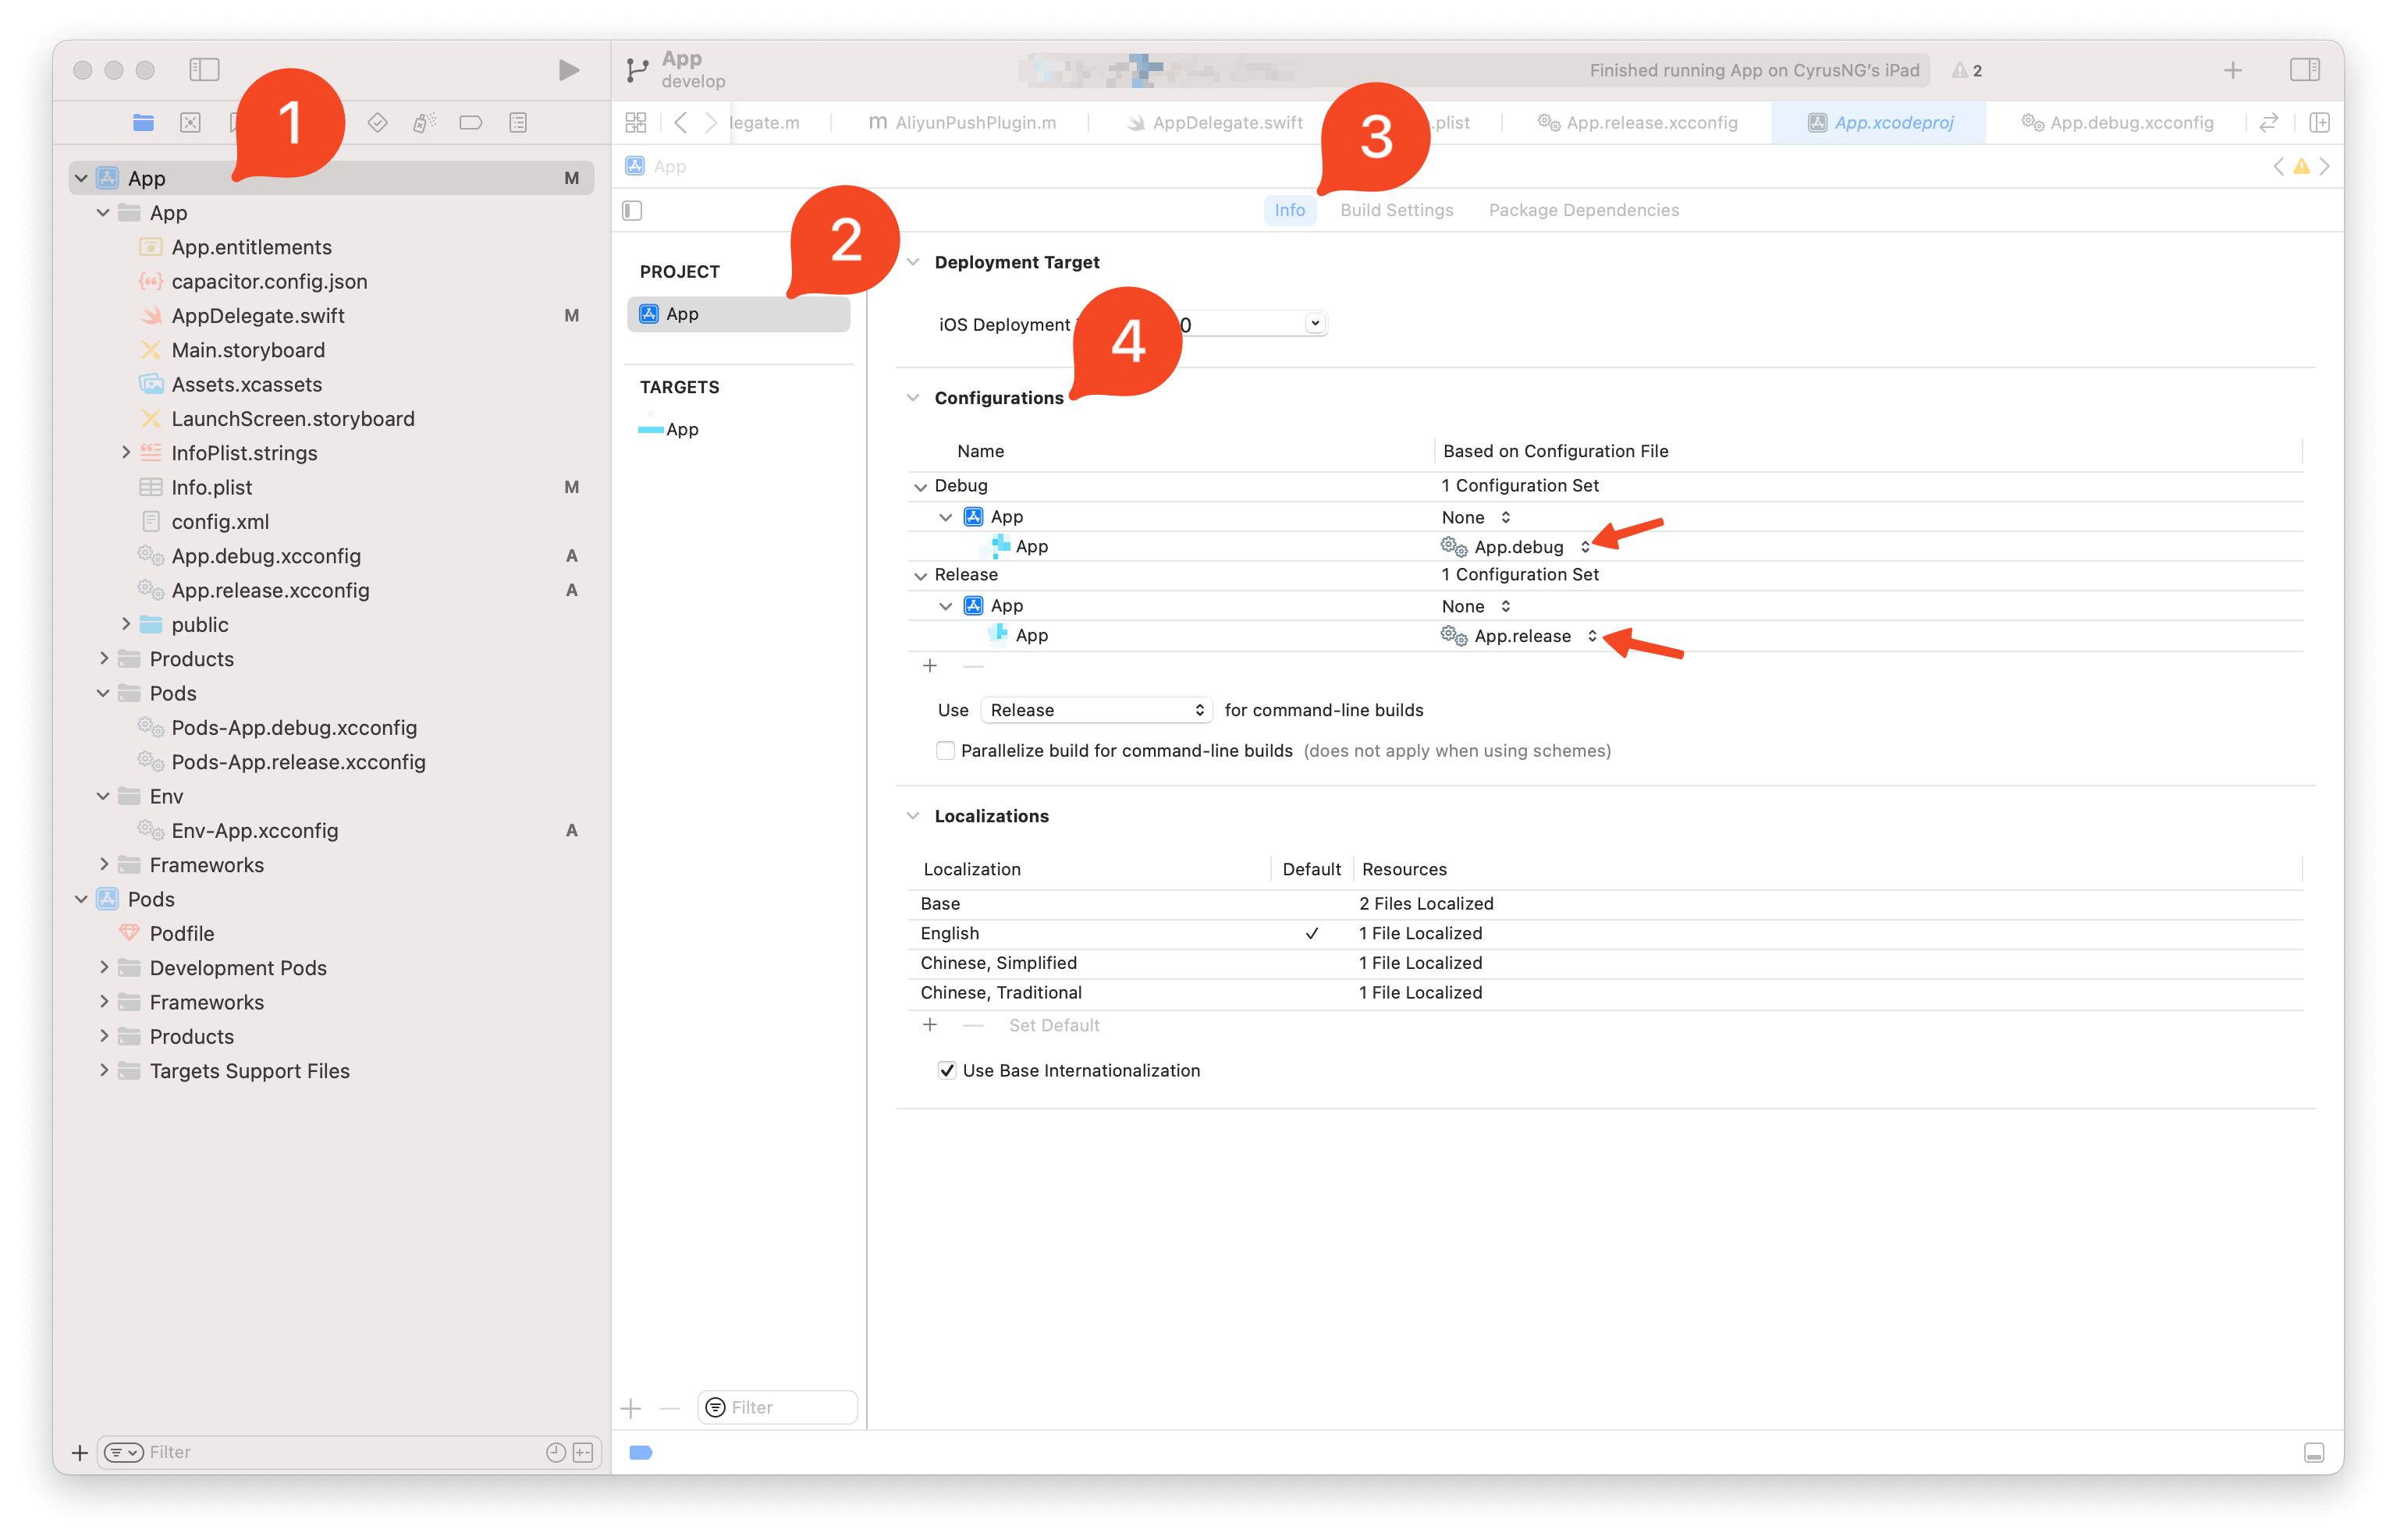 App
develop
Finished running App on CyrusNG's iPad
2
1
3
legate.m
AliyunPushPlugin.m
AppDelegate.swift
.plist
App.release.xcconfig
App.xcodeproj
App.debug.xcconfig
App
M
App
App.entitlements
capacitor.config.json
AppDelegate.swift
M
Main.storyboard
Assets.xcassets
LaunchScreen.storyboard
InfoPlist.strings
Info.plist
M
config.xml
App.debug.xcconfig
A
App.release.xcconfig
A
public
Products
Pods
Pods-App.debug.xcconfig
Pods-App.release.xcconfig
Env
Env-App.xcconfig
A
Frameworks
Pods
Podfile
Development Pods
Frameworks
Products
Targets Support Files
Filter
App
Info
Build Settings
Package Dependencies
2
PROJECT
App
TARGETS
App
Filter
Deployment Target
iOS Deployment
0
4
Configurations
Name
Based on Configuration File
Debug
1 Configuration Set
App
None
App
App.debug
Release
1 Configuration Set
App
None
App
App.release
Use
Release
for command-line builds
Parallelize build for command-line builds (does not apply when using schemes)
Localizations
Localization
Default
Resources
Base
2 Files Localized
English
1 File Localized
Chinese, Simplified
1 File Localized
Chinese, Traditional
1 File Localized
Set Default
Use Base Internationalization